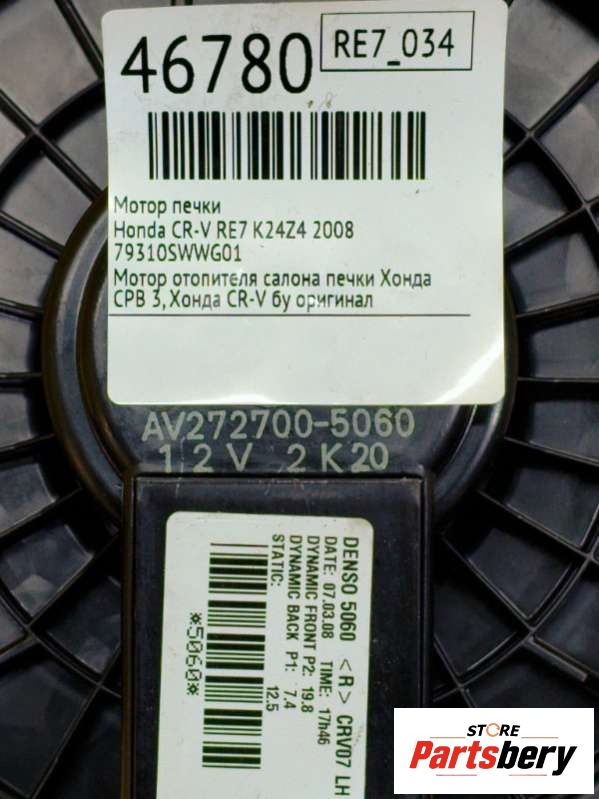 46780
RE7_034
Мотор печки
Honda CR-V RE7 K24Z4 2008
79310SWWG01
Мотор отопителя салона печки Хонда
СРВ 3, Хонда CR-V бу оригинал
AV272700-5060
12V 2K20
DENSO 5060 <R> CRV07 LH
DATE: 07.03.08 TIME: 17h46
DYNAMIC FRONT P2: 19.8
DYNAMIC BACK P1: 7.4
STATIC: 12.5
*5060*
STORE
Partsbery